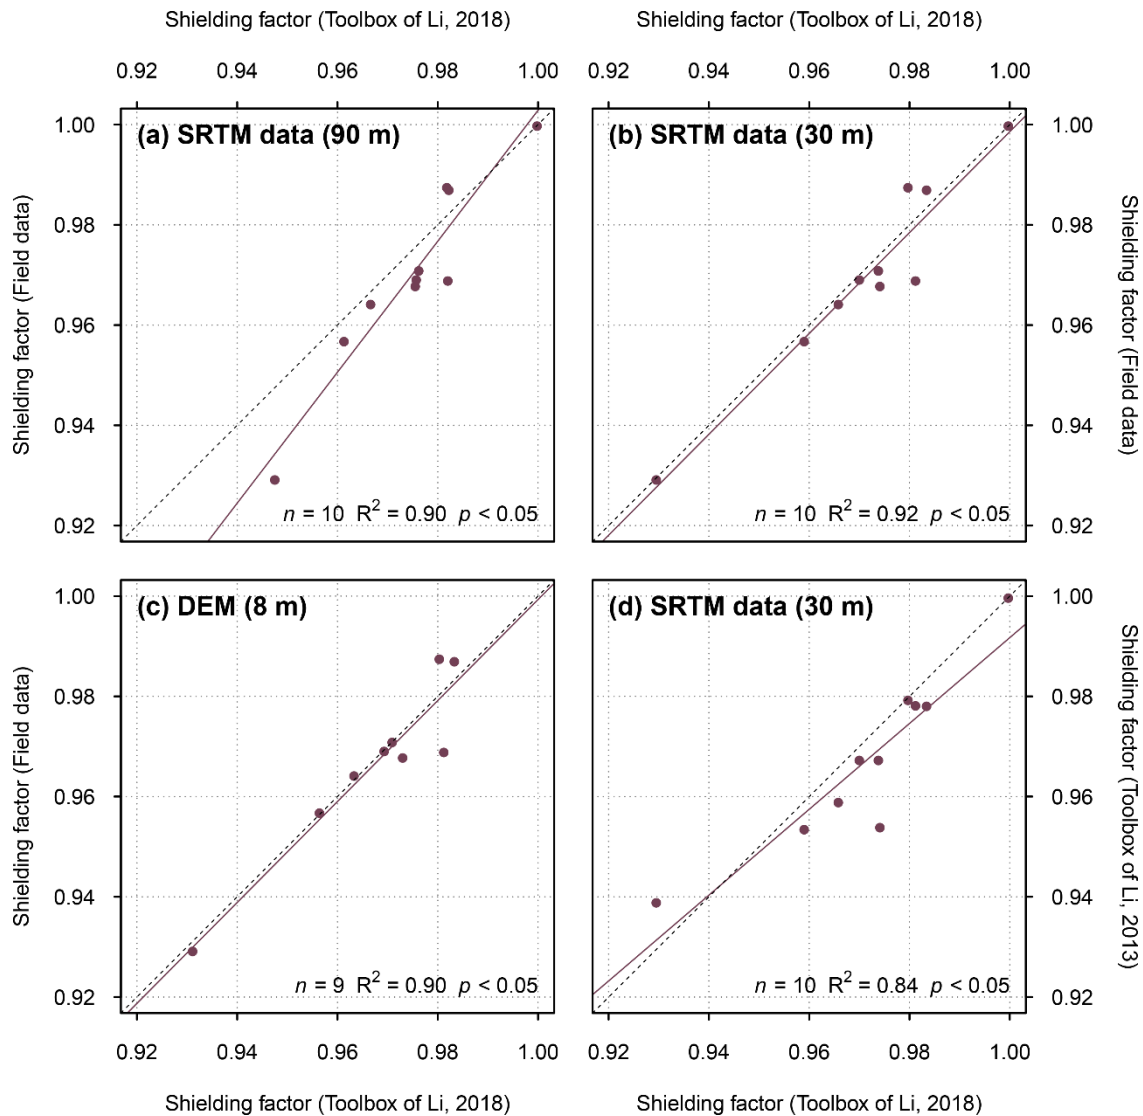 Shielding factor (Toolbox of Li, 2018)
Shielding factor (Toolbox of Li, 2018)
0.92 0.94 0.96 0.98 1.00
0.92 0.94 0.96 0.98 1.00
Shielding factor (Field data)
1.00
0.98
0.96
0.94
0.92
(a) SRTM data (90 m)
n = 10 R² = 0.90 p < 0.05
(b) SRTM data (30 m)
n = 10 R² = 0.92 p < 0.05
1.00
0.98
0.96
0.94
0.92
Shielding factor (Field data)
Shielding factor (Field data)
1.00
0.98
0.96
0.94
0.92
(c) DEM (8 m)
n = 9 R² = 0.90 p < 0.05
(d) SRTM data (30 m)
n = 10 R² = 0.84 p < 0.05
1.00
0.98
0.96
0.94
0.92
Shielding factor (Toolbox of Li, 2013)
0.92 0.94 0.96 0.98 1.00
0.92 0.94 0.96 0.98 1.00
Shielding factor (Toolbox of Li, 2018)
Shielding factor (Toolbox of Li, 2018)